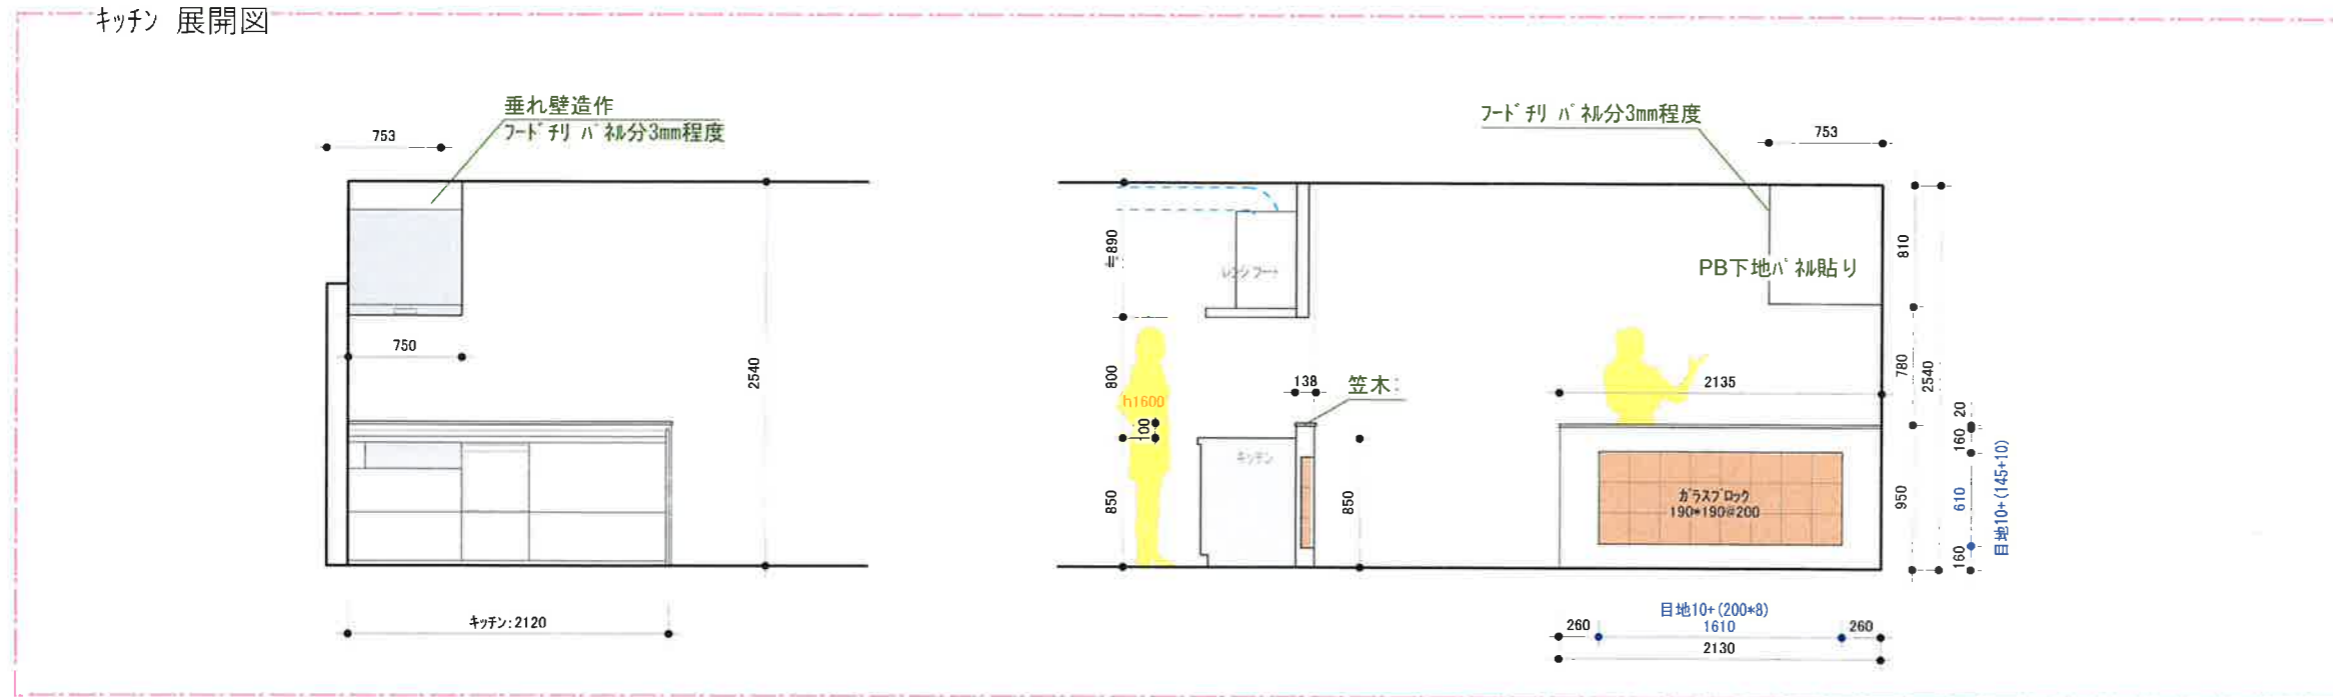 キッチン 展開図
垂れ壁造作
フードチリ パネル分3mm程度
753
750
2540
キッチン:2120
≒890
レンジフード
800
h1600
100
850
138
笠木:
キッチン
850
フードチリ パネル分3mm程度
753
PB下地パネル貼り
2135
ガラスブロック
190*190@200
810
780
950
2540
20
160
610
160
目地10+(145+10)
目地10+(200*8)
260
1610
260
2130